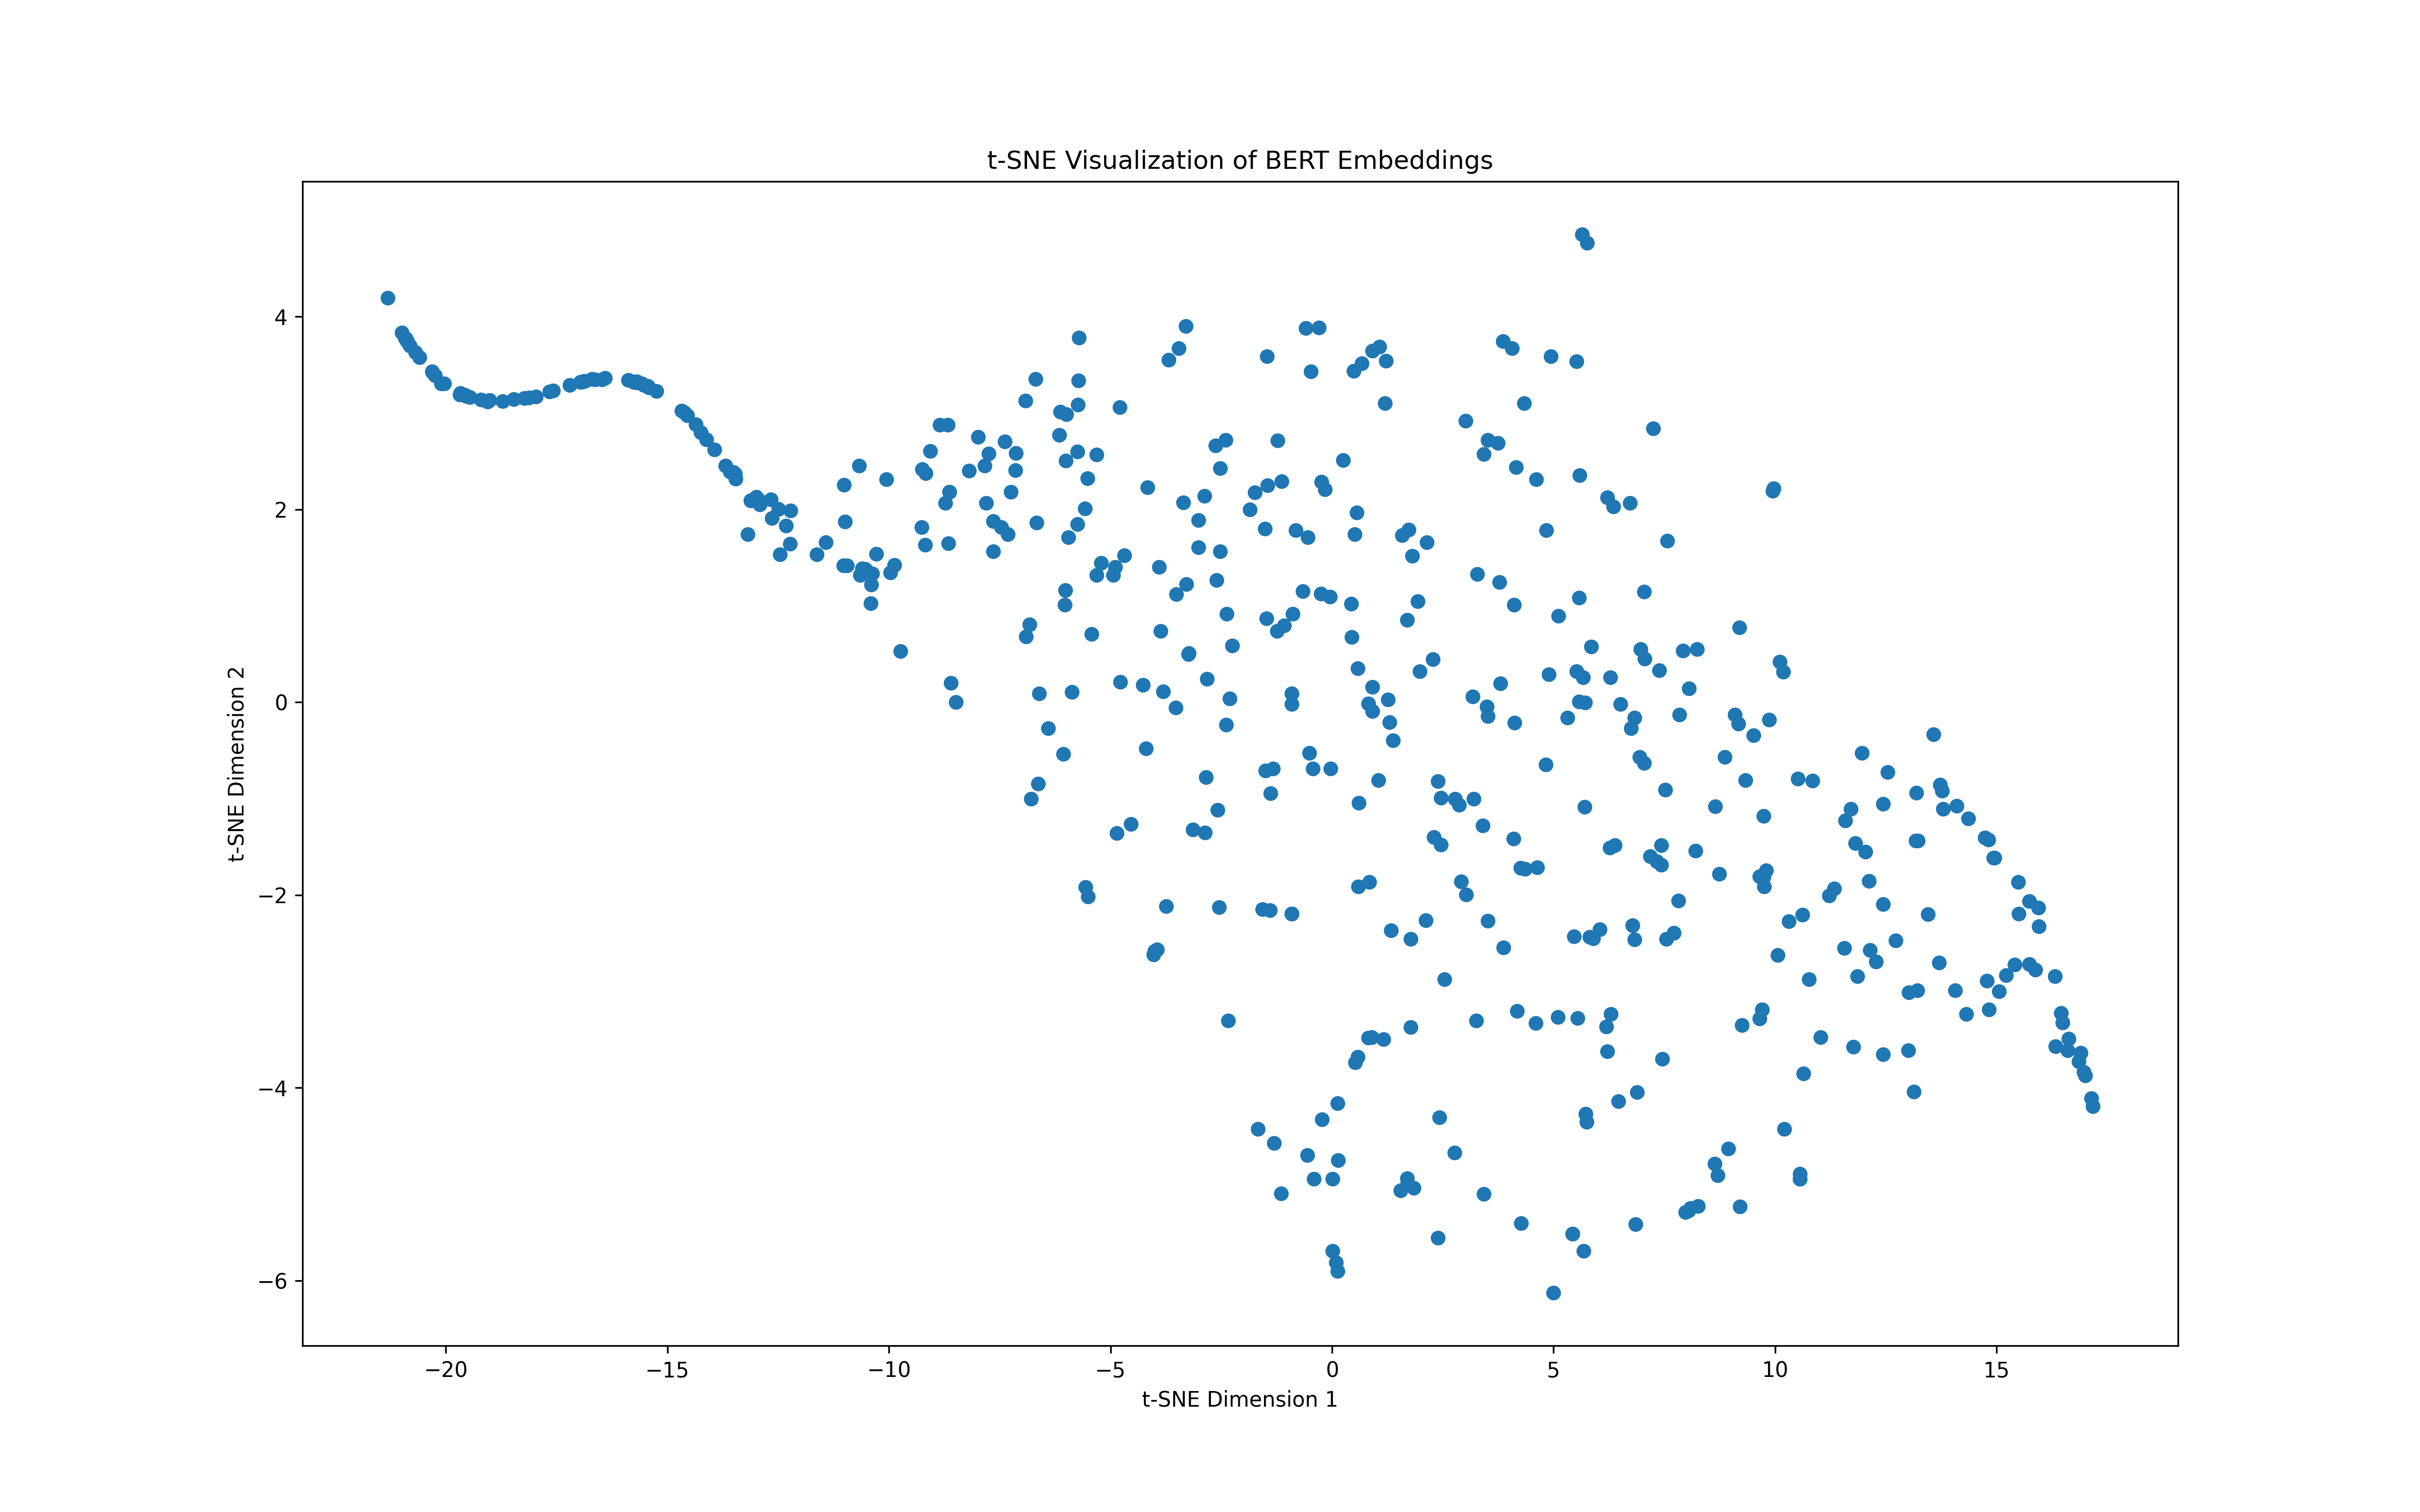 t-SNE Visualization of BERT Embeddings
4
2
0
−2
−4
−6
t-SNE Dimension 2
−20 −15 −10 −5 0 5 10 15
t-SNE Dimension 1